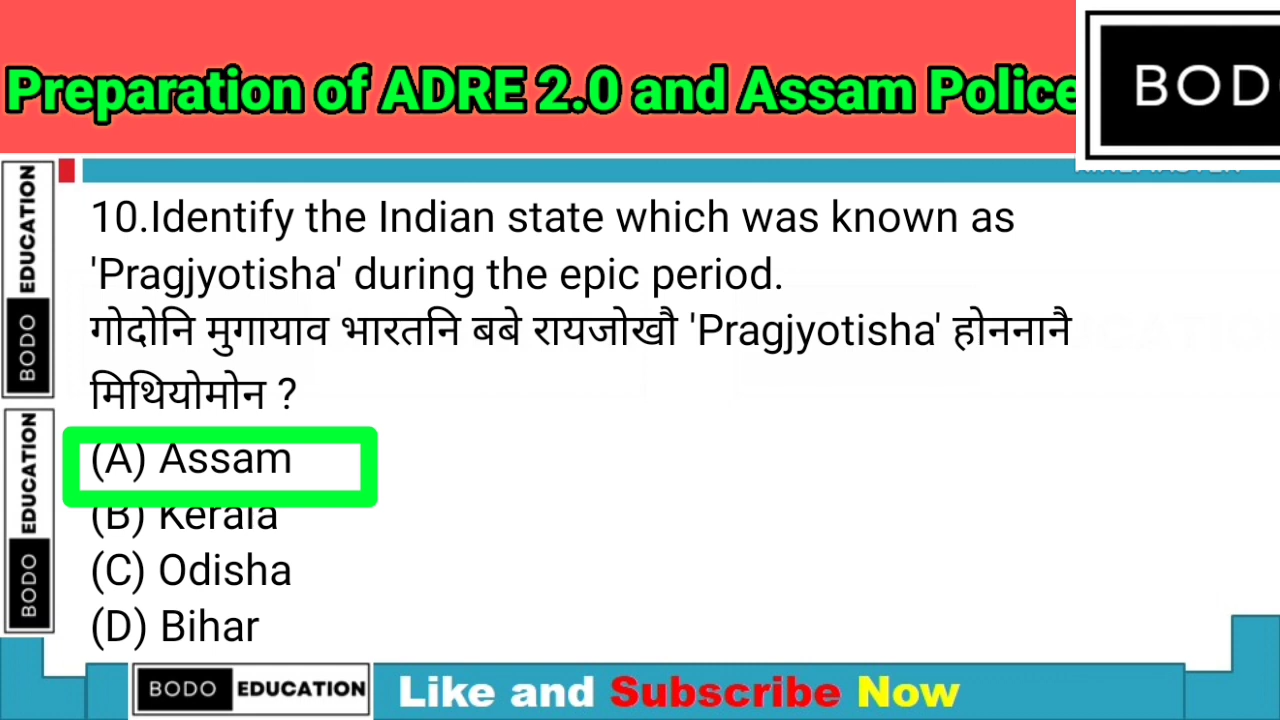 Preparation of ADRE 2.0 and Assam Police
BOD
EDUCATION
BODO
10.Identify the Indian state which was known as
'Pragjyotisha' during the epic period.
गोदोनि मुगायाव भारतनि बबे रायजोखौ 'Pragjyotisha' होननानै
मिथियोमोन ?
(A) Assam
(B) Kerala
(C) Odisha
(D) Bihar
EDUCATION
BODO
BODO EDUCATION
Like and Subscribe Now